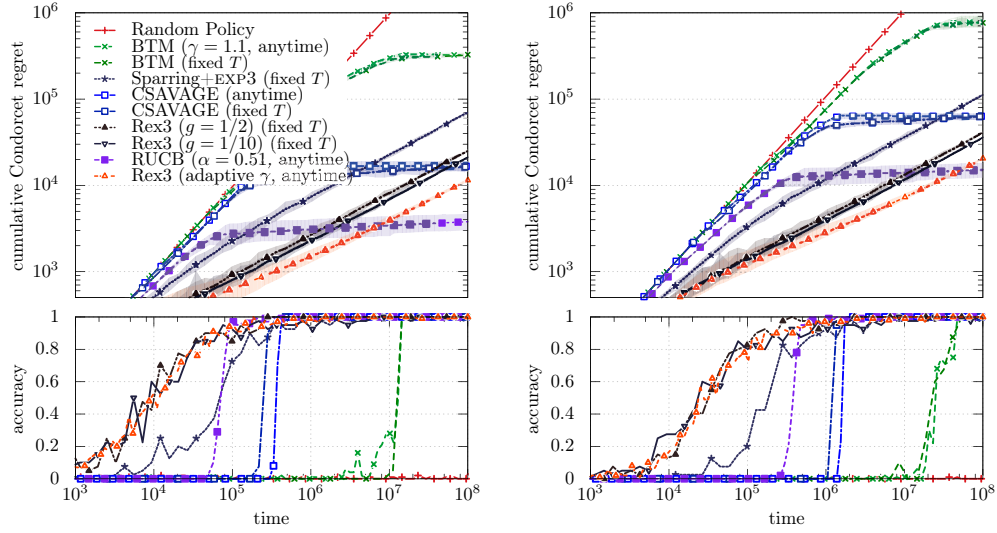 10^6
10^5
10^4
10^3
cumulative Condorcet regret
Random Policy
BTM (γ = 1.1, anytime)
BTM (fixed T)
Sparring+EXP3 (fixed T)
CSAVAGE (anytime)
CSAVAGE (fixed T)
Rex3 (g = 1/2) (fixed T)
Rex3 (g = 1/10) (fixed T)
RUCB (α = 0.51, anytime)
Rex3 (adaptive γ, anytime)
10^6
10^5
10^4
10^3
cumulative Condorcet regret
1
0.8
0.6
0.4
0.2
0
accuracy
10^3 10^4 10^5 10^6 10^7 10^8
time
1
0.8
0.6
0.4
0.2
0
accuracy
10^3 10^4 10^5 10^6 10^7 10^8
time